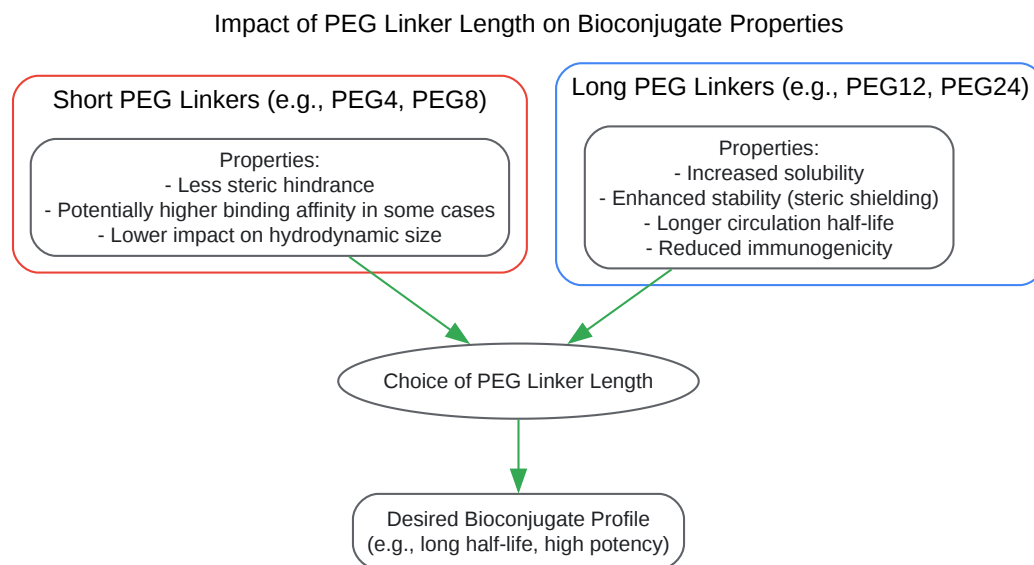 Impact of PEG Linker Length on Bioconjugate Properties
Short PEG Linkers (e.g., PEG4, PEG8)
Properties:
- Less steric hindrance
- Potentially higher binding affinity in some cases
- Lower impact on hydrodynamic size
Long PEG Linkers (e.g., PEG12, PEG24)
Properties:
- Increased solubility
- Enhanced stability (steric shielding)
- Longer circulation half-life
- Reduced immunogenicity
Choice of PEG Linker Length
Desired Bioconjugate Profile
(e.g., long half-life, high potency)